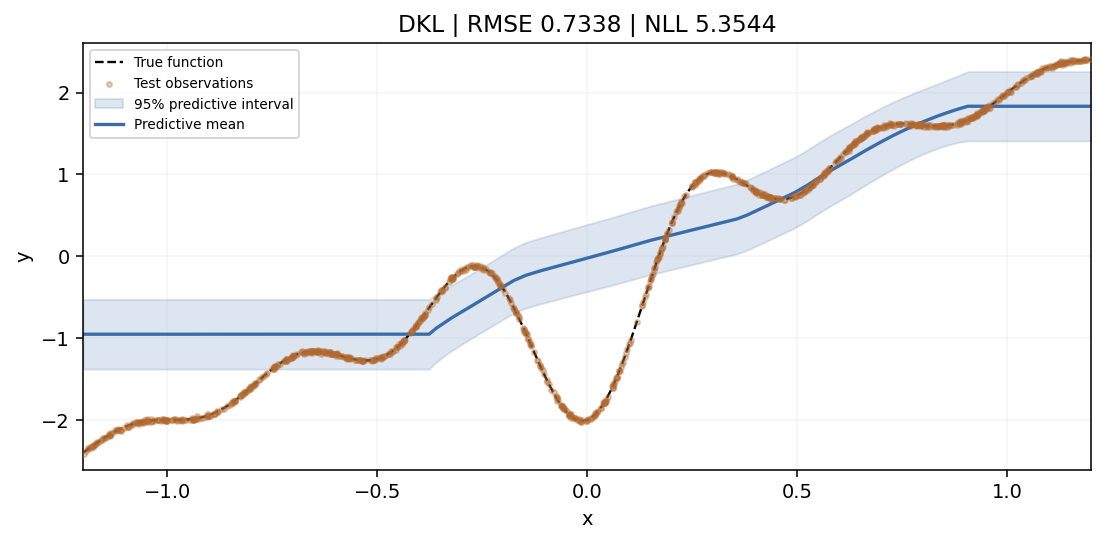 DKL | RMSE 0.7338 | NLL 5.3544
True function
Test observations
95% predictive interval
Predictive mean
2
1
0
−1
−2
y
−1.0
−0.5
0.0
0.5
1.0
x